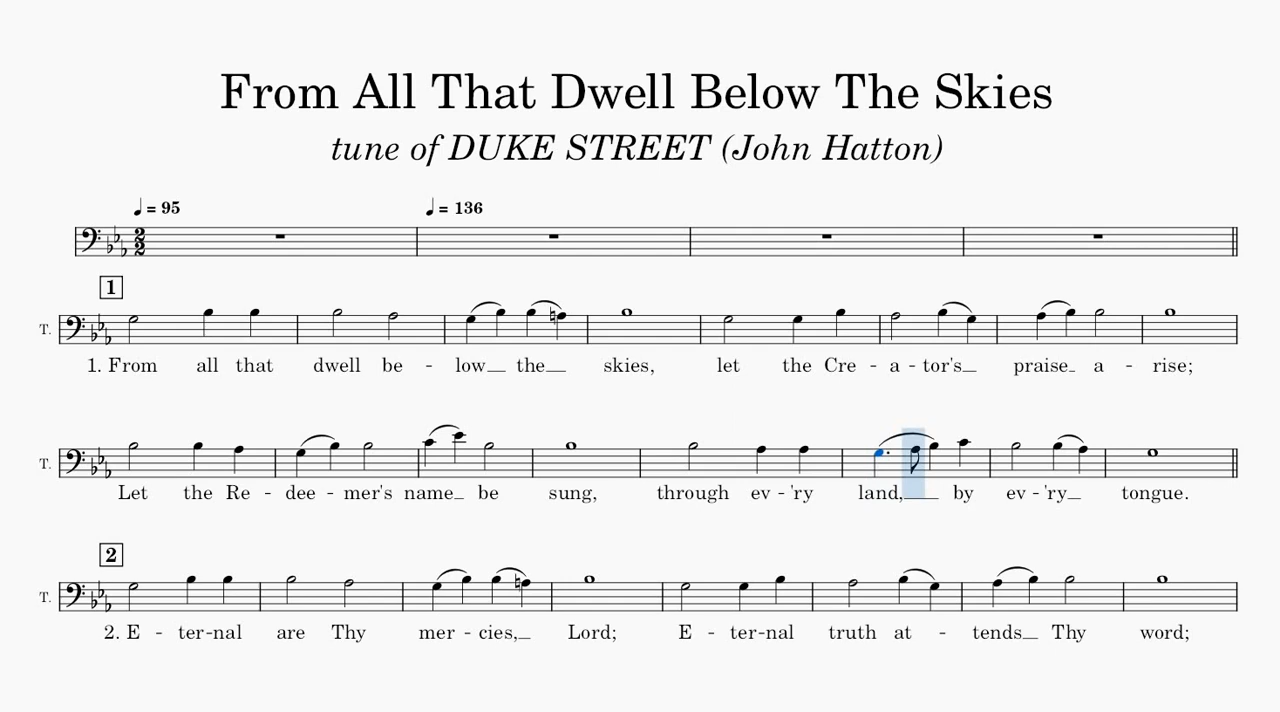 From All That Dwell Below The Skies
tune of DUKE STREET (John Hatton)
♩ = 95 ♩ = 136
1
T.
1. From all that dwell be - low the skies, let the Cre - a - tor's praise a - rise;
T.
Let the Re - dee - mer's name be sung, through ev - 'ry land, by ev - 'ry tongue.
2
T.
2. E - ter-nal are Thy mer - cies, Lord; E - ter-nal truth at - tends Thy word;